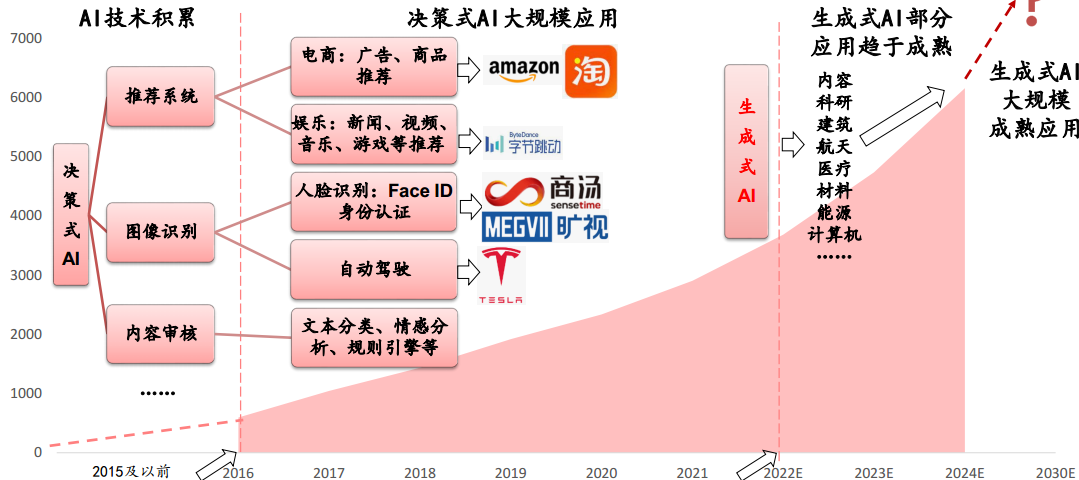 AI技术积累
决策式AI大规模应用
生成式AI部分
应用趋于成熟
?
生成式AI
大规模
成熟应用
7000
6000
5000
4000
3000
2000
1000
0
决
策
式
AI
推荐系统
图像识别
内容审核
……
电商：广告、商品
推荐
娱乐：新闻、视频、
音乐、游戏等推荐
人脸识别：Face ID
身份认证
自动驾驶
文本分类、情感分
析、规则引擎等
amazon
淘
ByteDance
字节跳动
商汤
sensetime
MEGVII 旷视
TESLA
生
成
式
AI
内容
科研
建筑
航天
医疗
材料
能源
计算机
……
2015及以前
2016
2017
2018
2019
2020
2021
2022E
2023E
2024E
2030E